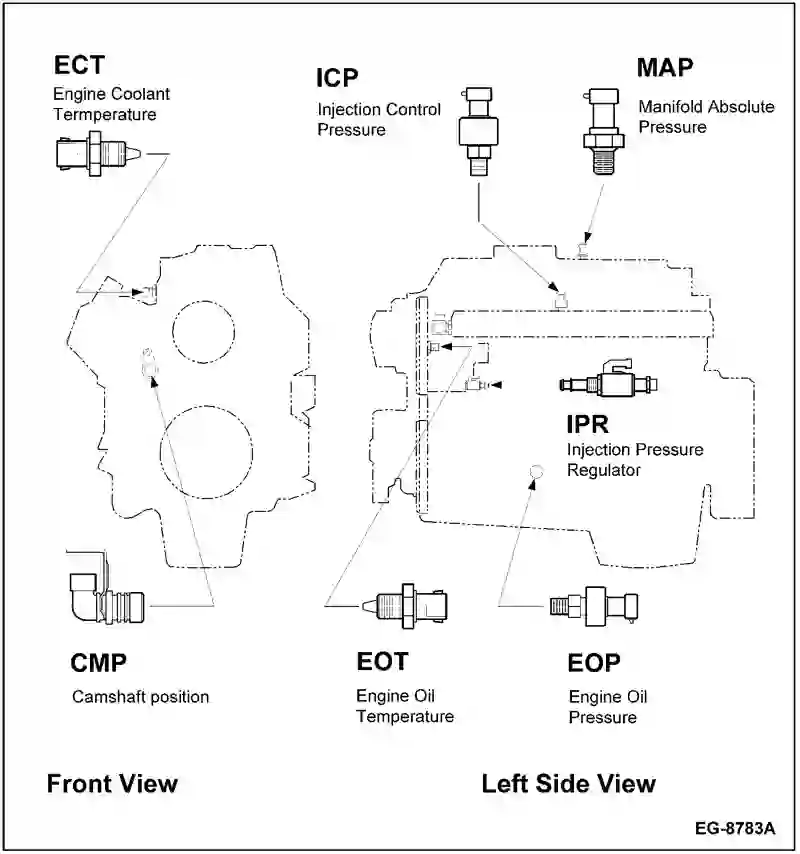 ECT
Engine Coolant
Termperature
ICP
Injection Control
Pressure
MAP
Manifold Absolute
Pressure
IPR
Injection Pressure
Regulator
CMP
Camshaft position
EOT
Engine Oil
Temperature
EOP
Engine Oil
Pressure
Front View
Left Side View
EG-8783A